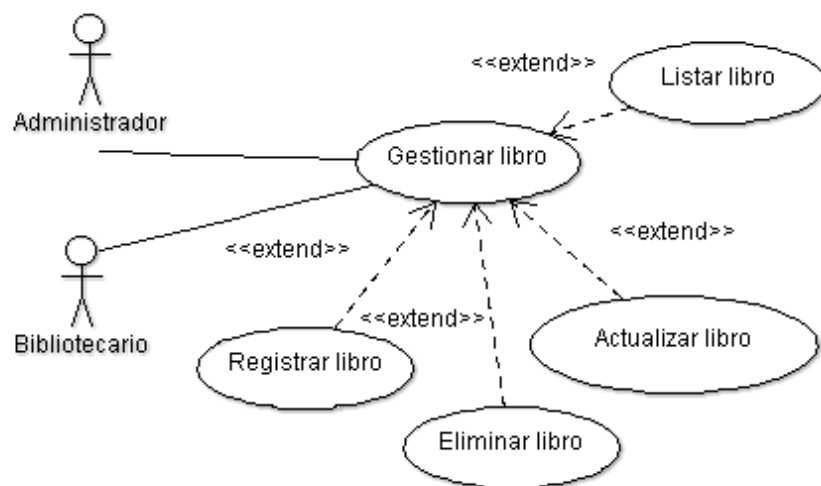 <<extend>>
Listar libro
Administrador
Gestionar libro
<<extend>>
<<extend>>
Bibliotecario
<<extend>>
Registrar libro
Actualizar libro
Eliminar libro